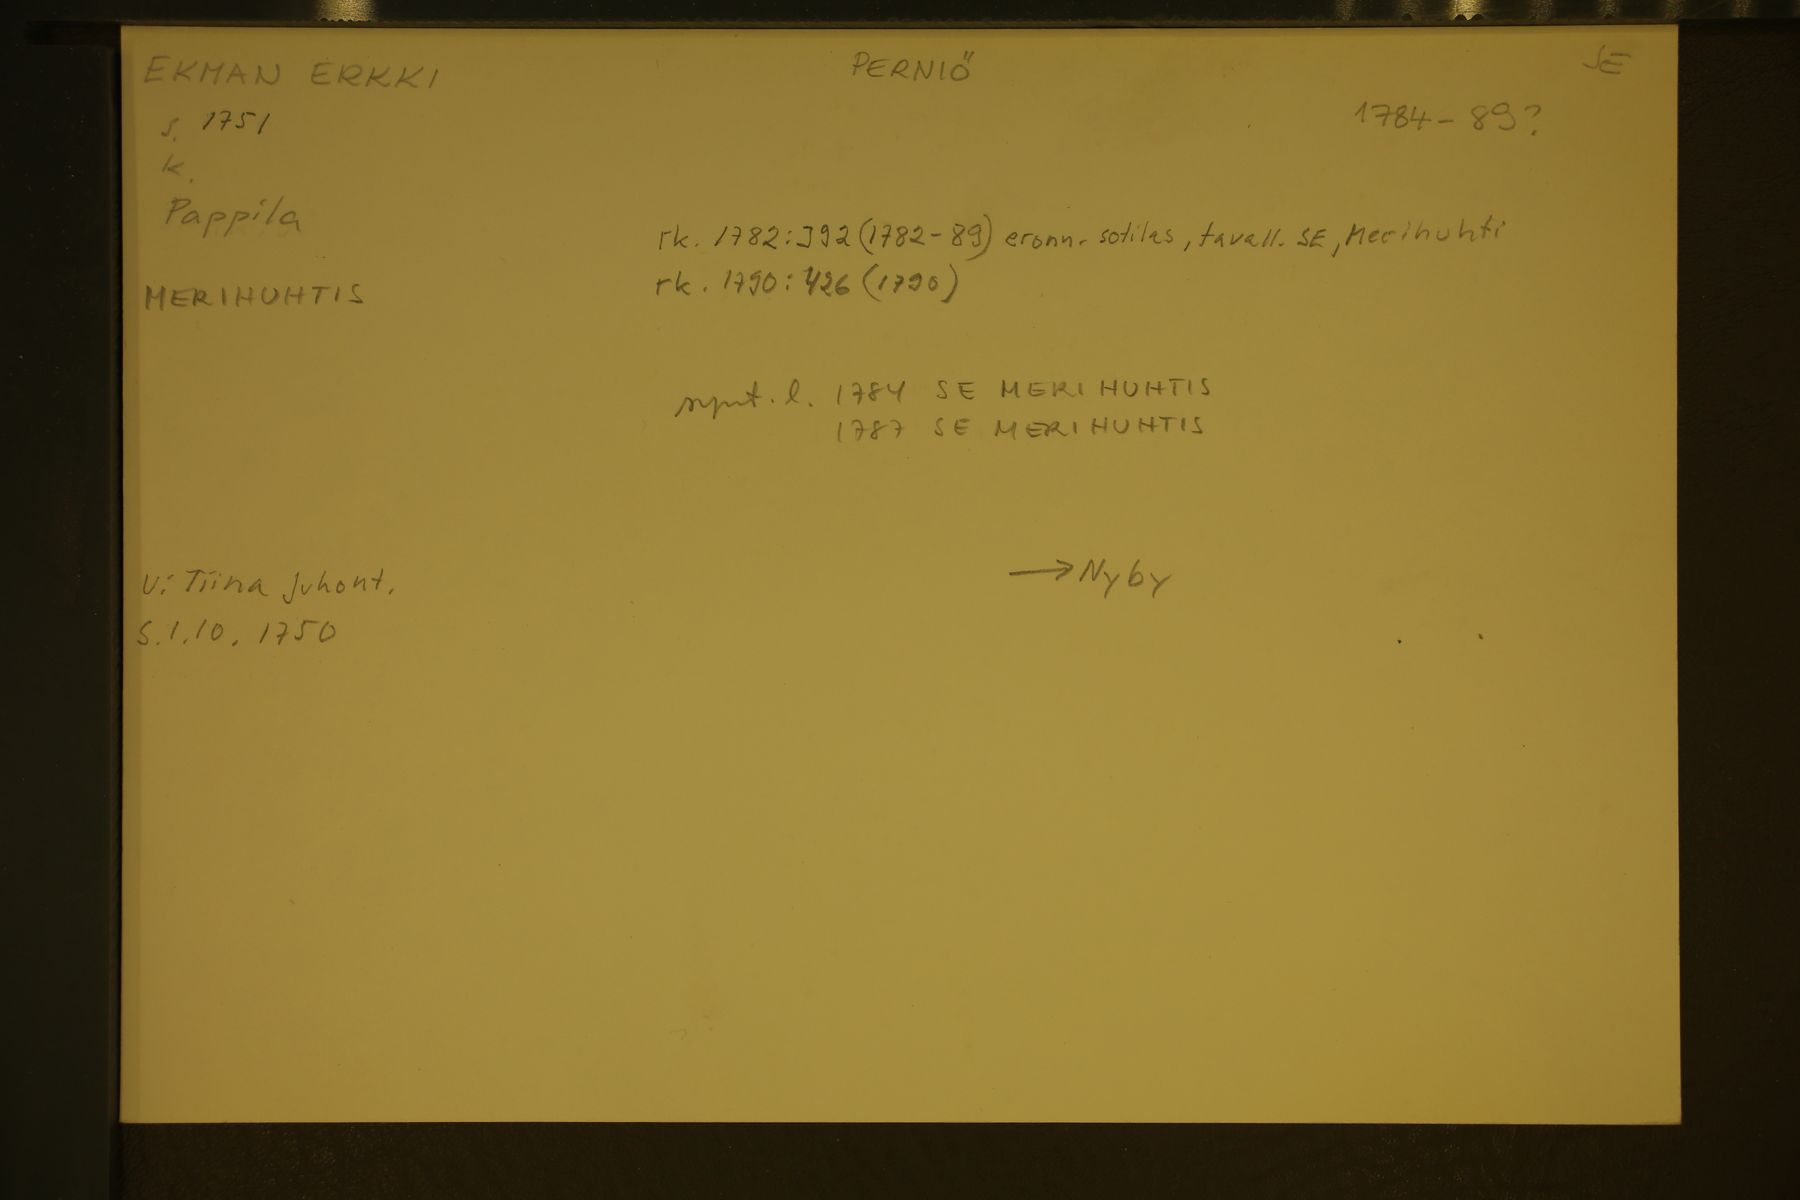 EKMAN ERKKI
PERNIÖ
SE
s. 1751
1784-89?
k.
Pappila
rk. 1782:392 (1782-89) eronn. sotilas, tavall. SE, Merihuhti
rk. 1790:426 (1790)
MERIHUHTIS
synt. l. 1784 SE MERIHUHTIS
1787 SE MERIHUHTIS
→ Nyby
v: Tiina Juhont.
S. 1.10. 1750